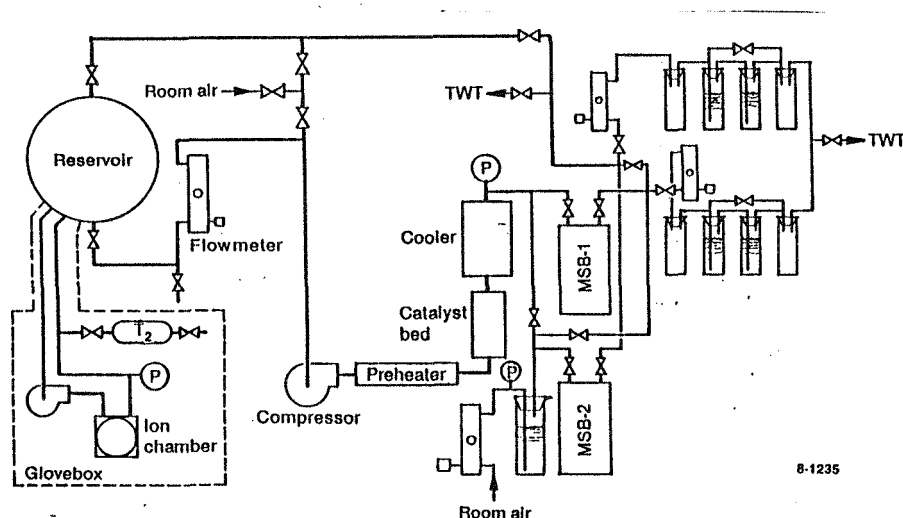 Room air
TWT
TWT
Reservoir
P
Flowmeter
Cooler
MSB-1
Catalyst
bed
T2
P
Preheater
P
Compressor
Ion
chamber
MSB-2
Glovebox
8-1235
Room air